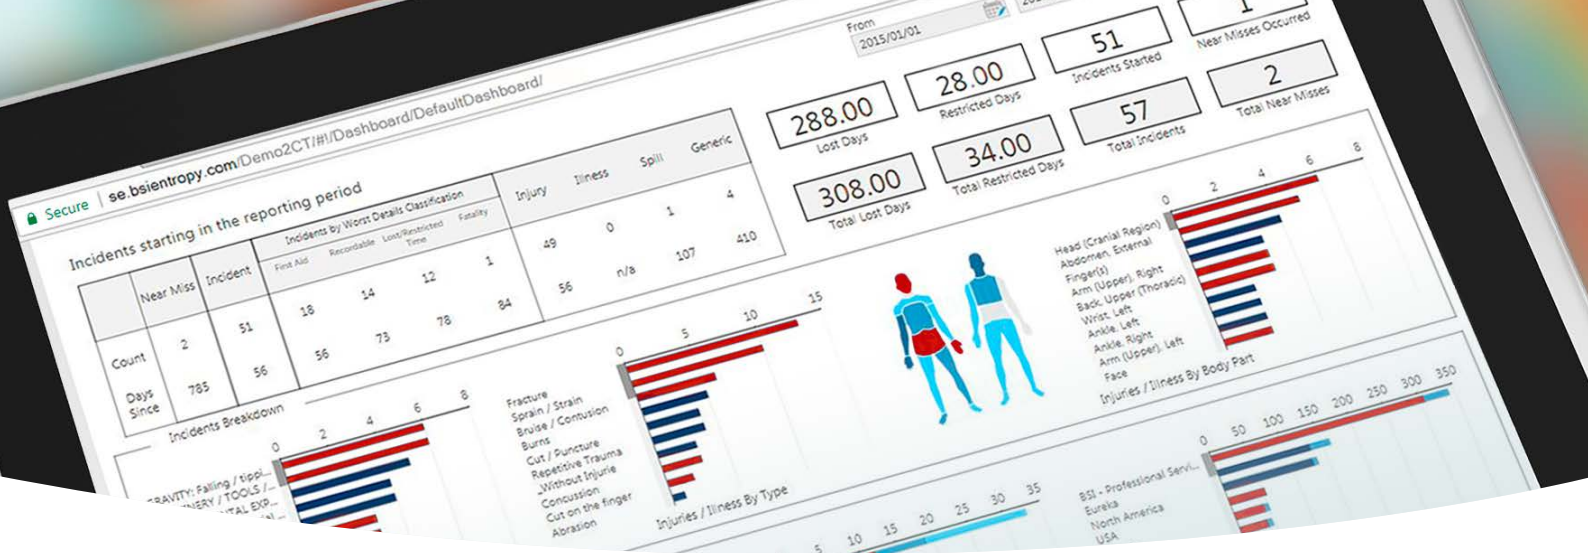 Secure se.bsientropy.com/Demo2CT/#!/Dashboard/DefaultDashboard/
From
2015/01/01
Incidents starting in the reporting period
Near Miss Incident Incidents by Worst Details Classification Injury Illness Spill Generic
First Aid Recordable Lost/Restricted Time Fatality
Count 2 51 18 14 12 1 49 0 1 4
Days Since 785 56 56 73 78 84 56 n/a 107 410
288.00
Lost Days
28.00
Restricted Days
51
Incidents Started
1
Near Misses Occurred
308.00
Total Lost Days
34.00
Total Restricted Days
57
Total Incidents
2
Total Near Misses
Incidents Breakdown
0 2 4 6 8
GRAVITY: Falling / tippi...
0 5 10 15
Fracture
Sprain / Strain
Bruise / Contusion
Burns
Cut / Puncture
Repetitive Trauma
_Without Injurie
Concussion
Cut on the finger
Abrasion
Injuries / Illness By Type
0 2 4 6 8
Head (Cranial Region)
Abdomen, External
Finger(s)
Arm (Upper), Right
Back, Upper (Thoracic)
Wrist, Left
Ankle, Left
Ankle, Right
Arm (Upper), Left
Face
Injuries / Illness By Body Part
5 10 15 20 25 30 35
0 50 100 150 200 250 300 350
BSI - Professional Servi...
Eureka
North America
USA